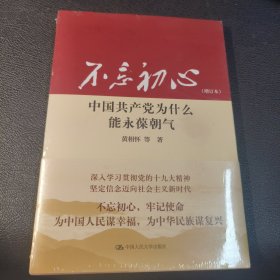 不忘初心
(增订本)
中国共产党为什么
能永葆朝气
黄相怀 等 著
深入学习贯彻党的十九大精神
坚定信念迈向社会主义新时代
不忘初心、牢记使命
为中国人民谋幸福，为中华民族谋复兴
中国人民大学出版社